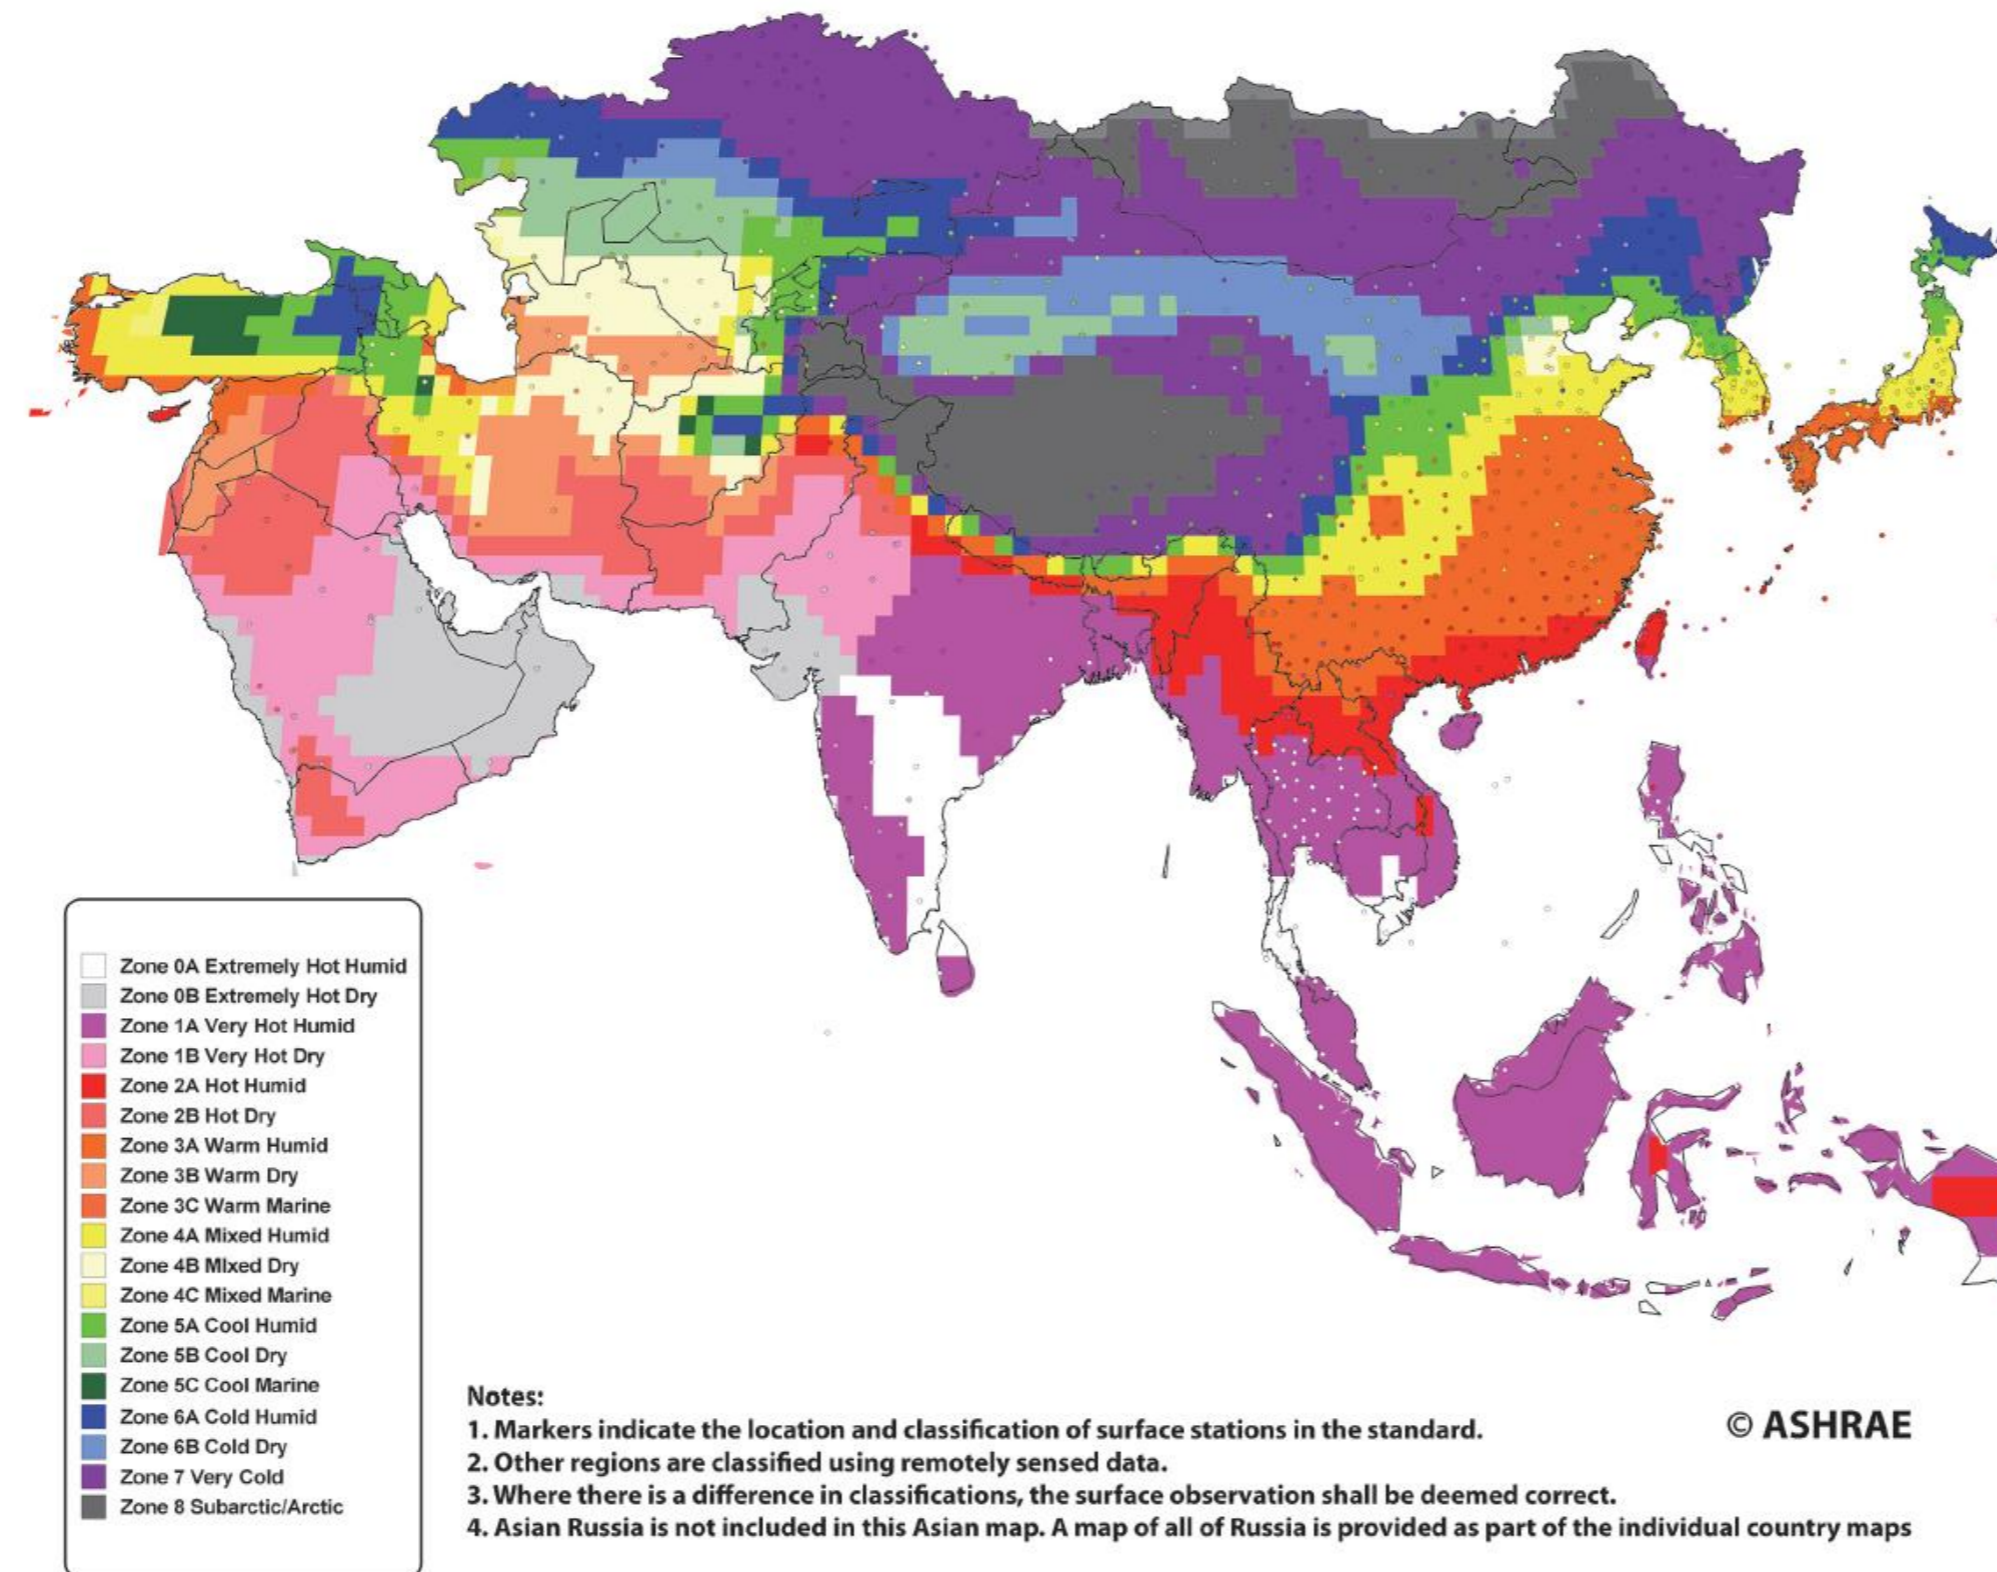 Zone 0A Extremely Hot Humid
Zone 0B Extremely Hot Dry
Zone 1A Very Hot Humid
Zone 1B Very Hot Dry
Zone 2A Hot Humid
Zone 2B Hot Dry
Zone 3A Warm Humid
Zone 3B Warm Dry
Zone 3C Warm Marine
Zone 4A Mixed Humid
Zone 4B MIxed Dry
Zone 4C Mixed Marine
Zone 5A Cool Humid
Zone 5B Cool Dry
Zone 5C Cool Marine
Zone 6A Cold Humid
Zone 6B Cold Dry
Zone 7 Very Cold
Zone 8 Subarctic/Arctic
Notes:
1. Markers indicate the location and classification of surface stations in the standard.
2. Other regions are classified using remotely sensed data.
3. Where there is a difference in classifications, the surface observation shall be deemed correct.
4. Asian Russia is not included in this Asian map. A map of all of Russia is provided as part of the individual country maps
© ASHRAE